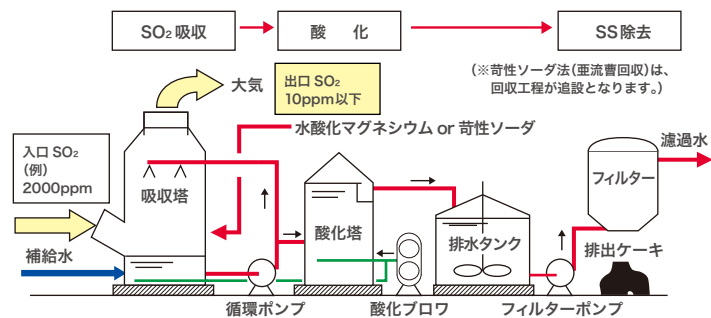 SO₂ 吸収
酸 化
SS 除去
大気
出口 SO₂
10ppm以下
(※苛性ソーダ法(亜流曹回収)は、
回収工程が追設となります。)
水酸化マグネシウム or 苛性ソーダ
濾過水
入口 SO₂
(例)
2000ppm
吸収塔
フィルター
酸化塔
排水タンク
補給水
排出ケーキ
循環ポンプ
酸化ブロワ
フィルターポンプ